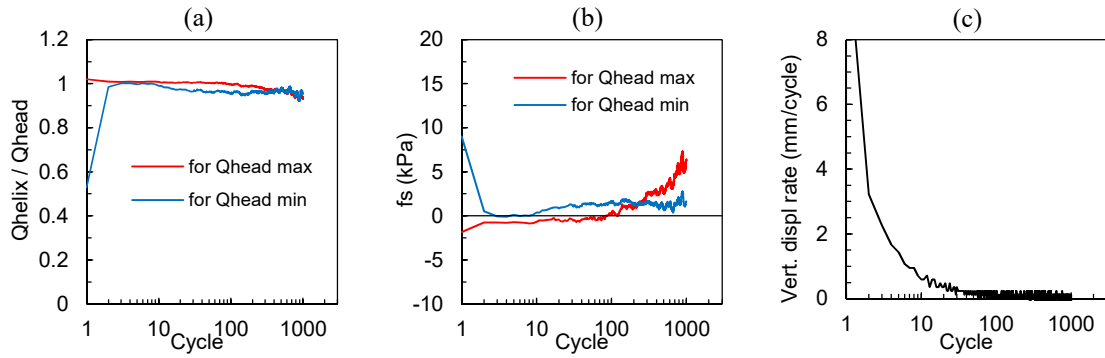 (a)
Qhelix / Qhead
1.2
1
0.8
0.6
0.4
0.2
0
for Qhead max
for Qhead min
1
10
100
1000
Cycle
(b)
fs (kPa)
20
15
10
5
0
-5
-10
for Qhead max
for Qhead min
1
10
100
1000
Cycle
(c)
Vert. displ rate (mm/cycle)
8
6
4
2
0
1
10
100
1000
Cycle